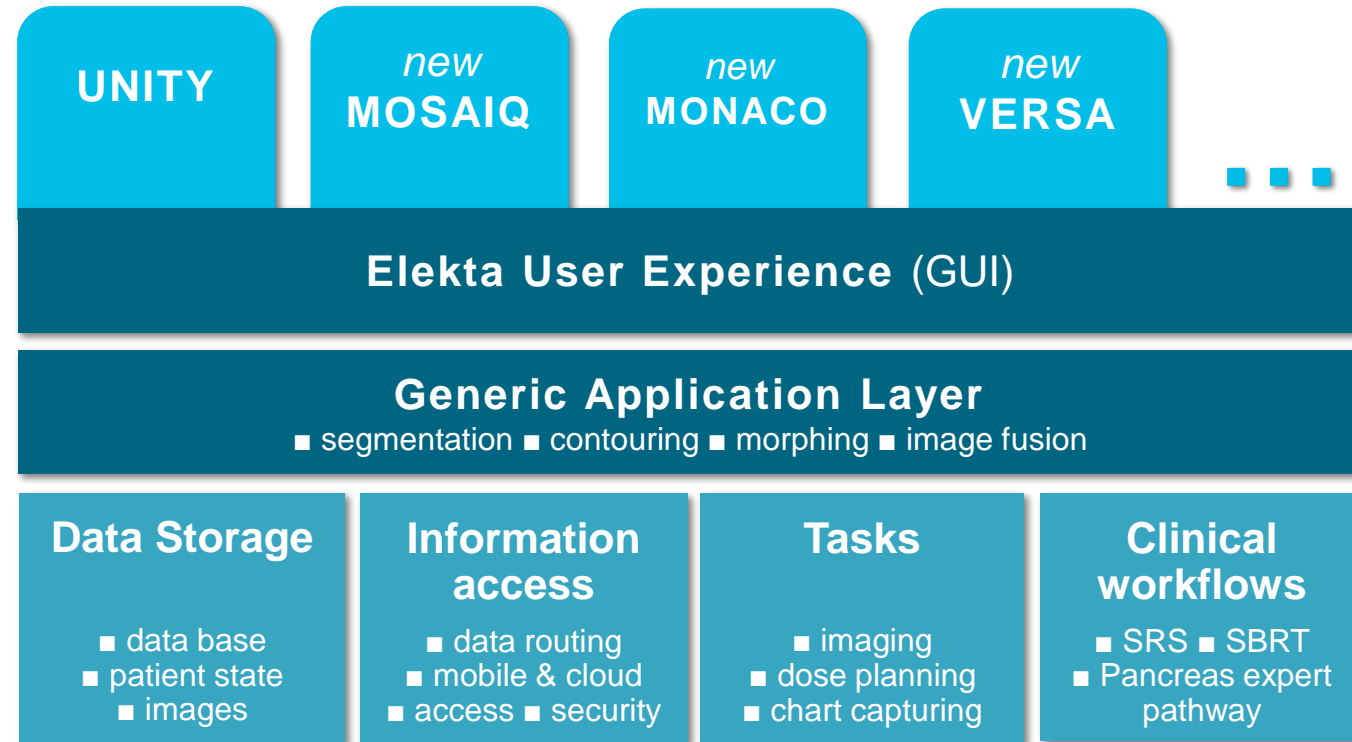 UNITY
new
MOSAIQ
new
MONACO
new
VERSA
...
Elekta User Experience (GUI)
Generic Application Layer
■ segmentation ■ contouring ■ morphing ■ image fusion
Data Storage
■ data base
■ patient state
■ images
Information
access
■ data routing
■ mobile & cloud
■ access ■ security
Tasks
■ imaging
■ dose planning
■ chart capturing
Clinical
workflows
■ SRS ■ SBRT
■ Pancreas expert
pathway